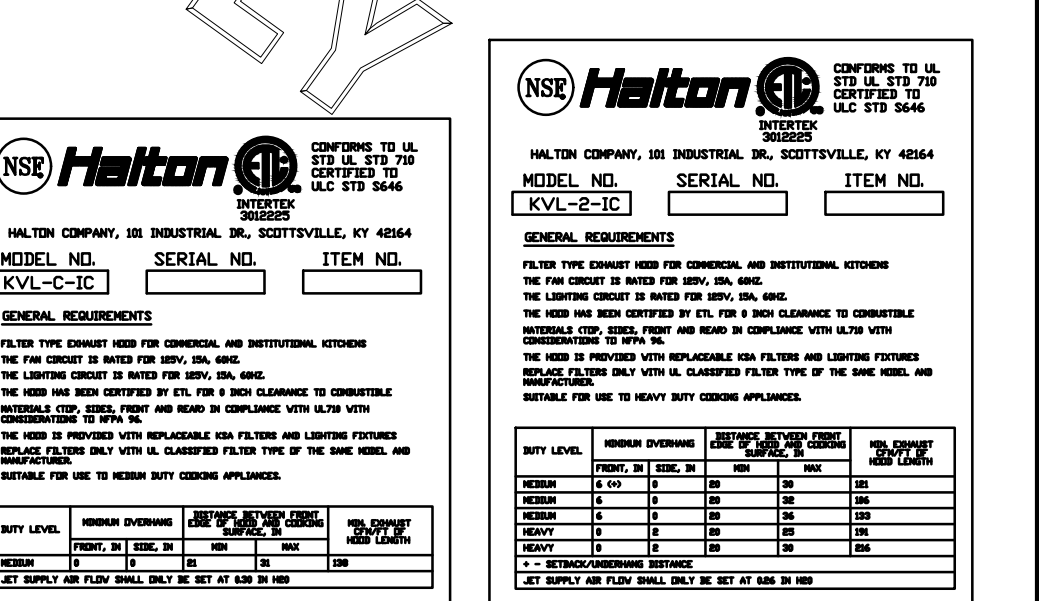 Y
NSF Halton ETL CONFORMS TO UL
STD UL STD 710
CERTIFIED TO
ULC STD S646
INTERTEK
3012225
HALTON COMPANY, 101 INDUSTRIAL DR., SCOTTSVILLE, KY 42164
MODEL NO. SERIAL NO. ITEM NO.
KVL-C-IC
GENERAL REQUIREMENTS
FILTER TYPE EXHAUST HOOD FOR COMMERCIAL AND INSTITUTIONAL KITCHENS
THE FAN CIRCUIT IS RATED FOR 125V, 15A, 60HZ.
THE LIGHTING CIRCUIT IS RATED FOR 125V, 15A, 60HZ.
THE HOOD HAS BEEN CERTIFIED BY ETL FOR 0 INCH CLEARANCE TO COMBUSTIBLE
MATERIALS (TOP, SIDES, FRONT AND REAR) IN COMPLIANCE WITH UL710 WITH
CONSIDERATIONS TO NFPA 96.
THE HOOD IS PROVIDED WITH REPLACEABLE KSA FILTERS AND LIGHTING FIXTURES
REPLACE FILTERS ONLY WITH UL CLASSIFIED FILTER TYPE OF THE SAME MODEL AND
MANUFACTURER.
SUITABLE FOR USE TO MEDIUM DUTY COOKING APPLIANCES.
DUTY LEVEL MINIMUM OVERHANG DISTANCE BETWEEN FRONT
EDGE OF HOOD AND COOKING
SURFACE, IN MIN. EXHAUST
CFM/FT OF
HOOD LENGTH
FRONT, IN SIDE, IN MIN MAX
MEDIUM 0 0 21 31 138
JET SUPPLY AIR FLOW SHALL ONLY BE SET AT 0.30 IN H2O
NSF Halton ETL CONFORMS TO UL
STD UL STD 710
CERTIFIED TO
ULC STD S646
INTERTEK
3012225
HALTON COMPANY, 101 INDUSTRIAL DR., SCOTTSVILLE, KY 42164
MODEL NO. SERIAL NO. ITEM NO.
KVL-2-IC
GENERAL REQUIREMENTS
FILTER TYPE EXHAUST HOOD FOR COMMERCIAL AND INSTITUTIONAL KITCHENS
THE FAN CIRCUIT IS RATED FOR 125V, 15A, 60HZ.
THE LIGHTING CIRCUIT IS RATED FOR 125V, 15A, 60HZ.
THE HOOD HAS BEEN CERTIFIED BY ETL FOR 0 INCH CLEARANCE TO COMBUSTIBLE
MATERIALS (TOP, SIDES, FRONT AND REAR) IN COMPLIANCE WITH UL710 WITH
CONSIDERATIONS TO NFPA 96.
THE HOOD IS PROVIDED WITH REPLACEABLE KSA FILTERS AND LIGHTING FIXTURES
REPLACE FILTERS ONLY WITH UL CLASSIFIED FILTER TYPE OF THE SAME MODEL AND
MANUFACTURER.
SUITABLE FOR USE TO HEAVY DUTY COOKING APPLIANCES.
DUTY LEVEL MINIMUM OVERHANG DISTANCE BETWEEN FRONT
EDGE OF HOOD AND COOKING
SURFACE, IN MIN. EXHAUST
CFM/FT OF
HOOD LENGTH
FRONT, IN SIDE, IN MIN MAX
MEDIUM 6 (+) 0 20 30 121
MEDIUM 6 0 20 32 106
MEDIUM 6 0 20 36 133
HEAVY 0 2 20 25 191
HEAVY 0 2 20 30 216
+ - SETBACK/UNDERHANG DISTANCE
JET SUPPLY AIR FLOW SHALL ONLY BE SET AT 0.26 IN H2O